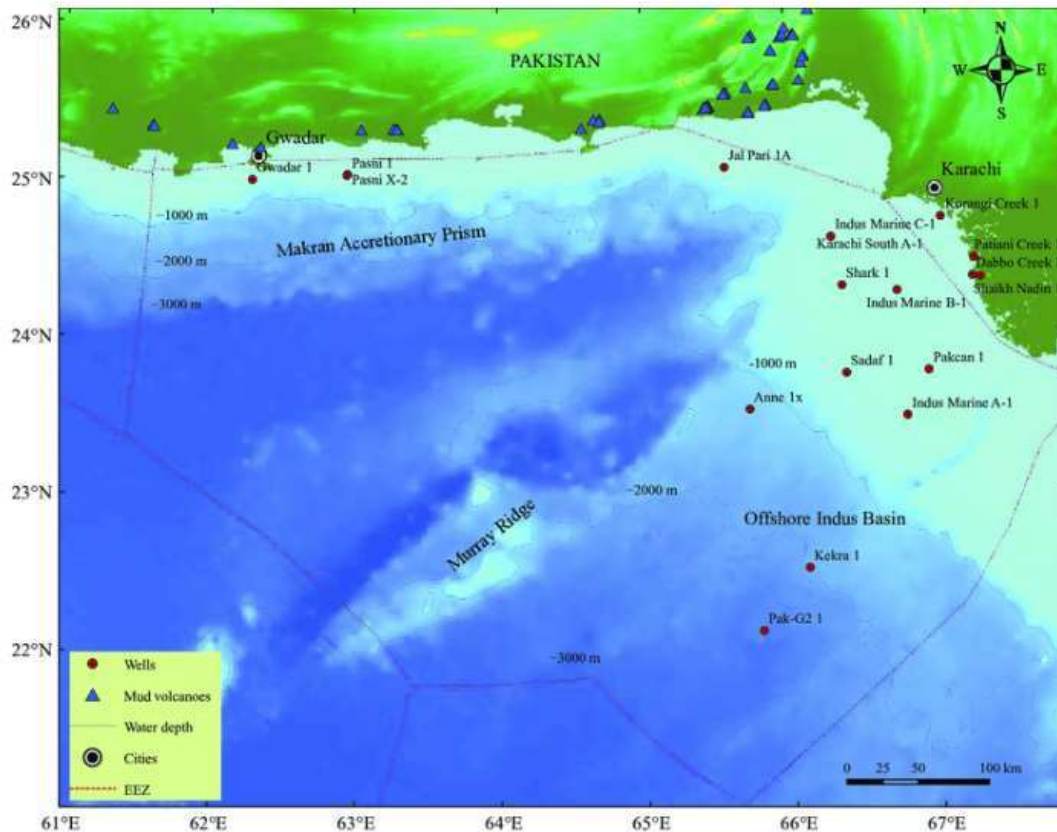 26°N
PAKISTAN
N
W E
S
Gwadar
Gwadar 1
Pasni 1
Pasni X-2
25°N
Jal Pari 1A
Karachi
Korangi Creek 1
−1000 m
Makran Accretionary Prism
Indus Marine C-1
Karachi South A-1
Patiani Creek
Dabbo Creek
−2000 m
Shark 1
Shaikh Nadin
−3000 m
Indus Marine B-1
24°N
-1000 m
Sadaf 1
Pakcan 1
Anne 1x
Indus Marine A-1
23°N
−2000 m
Murray Ridge
Offshore Indus Basin
Kekra 1
Pak-G2 1
22°N
−3000 m
Wells
Mud volcanoes
Water depth
Cities
EEZ
0 25 50 100 km
61°E 62°E 63°E 64°E 65°E 66°E 67°E